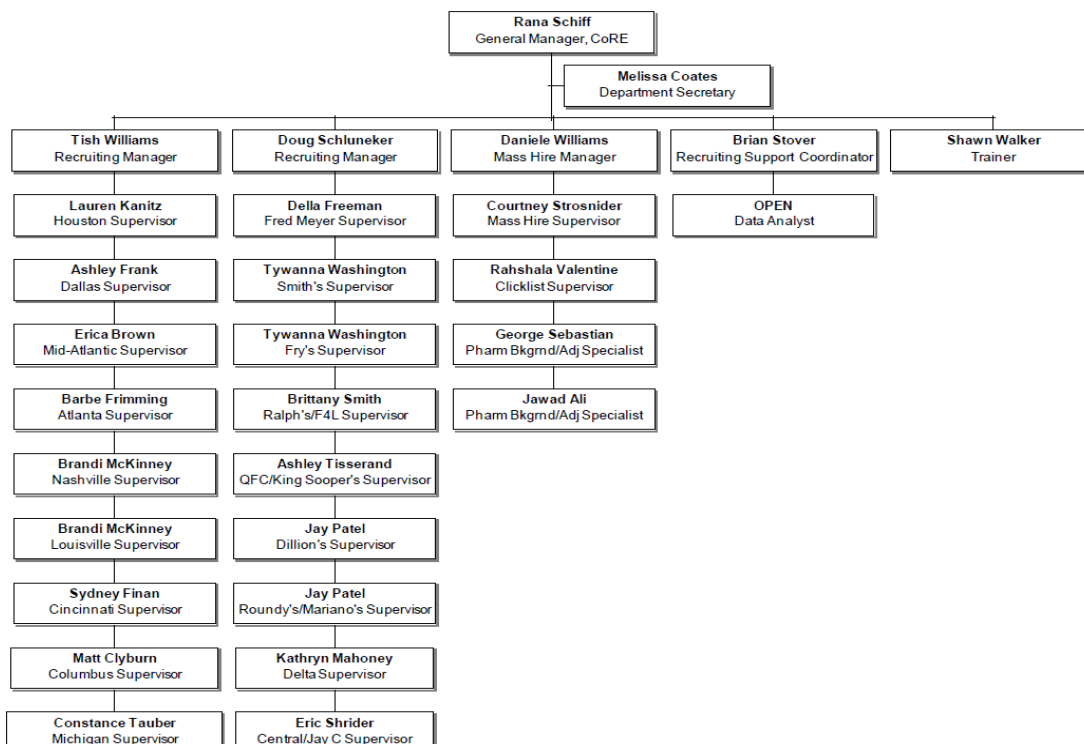 Rana Schiff
General Manager, CoRE
Melissa Coates
Department Secretary
Tish Williams
Recruiting Manager
Lauren Kanitz
Houston Supervisor
Ashley Frank
Dallas Supervisor
Erica Brown
Mid-Atlantic Supervisor
Barbe Frimming
Atlanta Supervisor
Brandi McKinney
Nashville Supervisor
Brandi McKinney
Louisville Supervisor
Sydney Finan
Cincinnati Supervisor
Matt Clyburn
Columbus Supervisor
Constance Tauber
Michigan Supervisor
Doug Schluneker
Recruiting Manager
Della Freeman
Fred Meyer Supervisor
Tywanna Washington
Smith's Supervisor
Tywanna Washington
Fry's Supervisor
Brittany Smith
Ralph's/F4L Supervisor
Ashley Tisserand
QFC/King Sooper's Supervisor
Jay Patel
Dillion's Supervisor
Jay Patel
Roundy's/Mariano's Supervisor
Kathryn Mahoney
Delta Supervisor
Eric Shrider
Central/Jay C Supervisor
Daniele Williams
Mass Hire Manager
Courtney Strosnider
Mass Hire Supervisor
Rahshala Valentine
Clicklist Supervisor
George Sebastian
Pharm Bkgrnd/Adj Specialist
Jawad Ali
Pharm Bkgrnd/Adj Specialist
Brian Stover
Recruiting Support Coordinator
OPEN
Data Analyst
Shawn Walker
Trainer